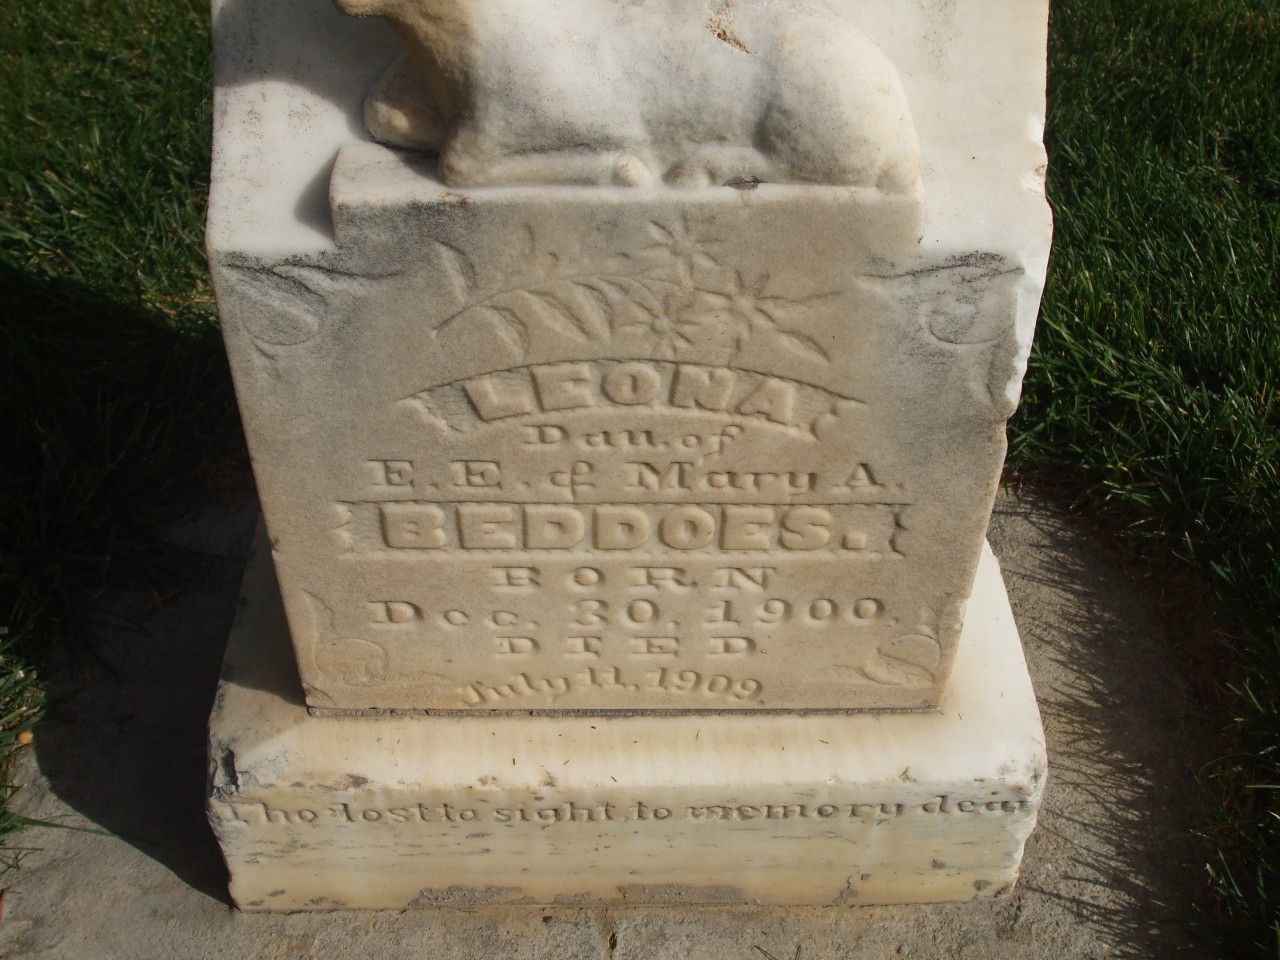 LEONA.
Dau. of
E. E. & Mary A.
BEDDOES.
BORN
Dec. 30, 1900.
DIED
July 11, 1909.
Tho' lost to sight, to memory dear